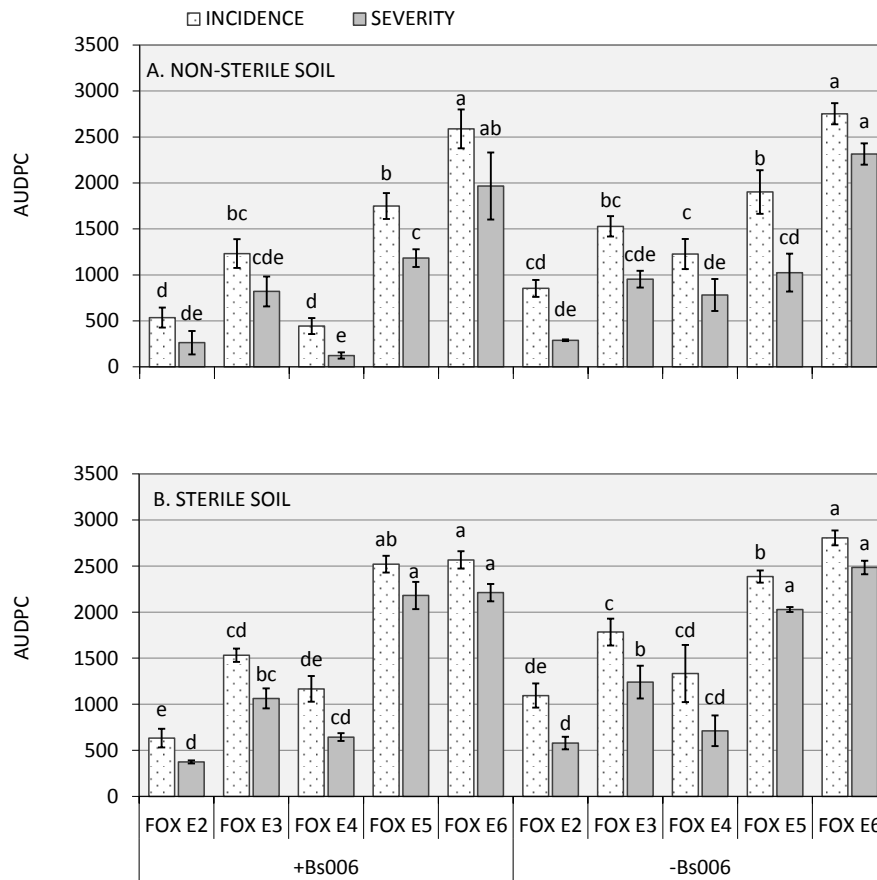 INCIDENCE SEVERITY
A. NON-STERILE SOIL
AUDPC
3500
3000
2500
2000
1500
1000
500
0
d de bc cde d e b c a ab cd de bc cde c de b cd a a
B. STERILE SOIL
AUDPC
3500
3000
2500
2000
1500
1000
500
0
e d cd bc de cd ab a a a de d c b cd cd b a a a
FOX E2 FOX E3 FOX E4 FOX E5 FOX E6 FOX E2 FOX E3 FOX E4 FOX E5 FOX E6
+Bs006 -Bs006